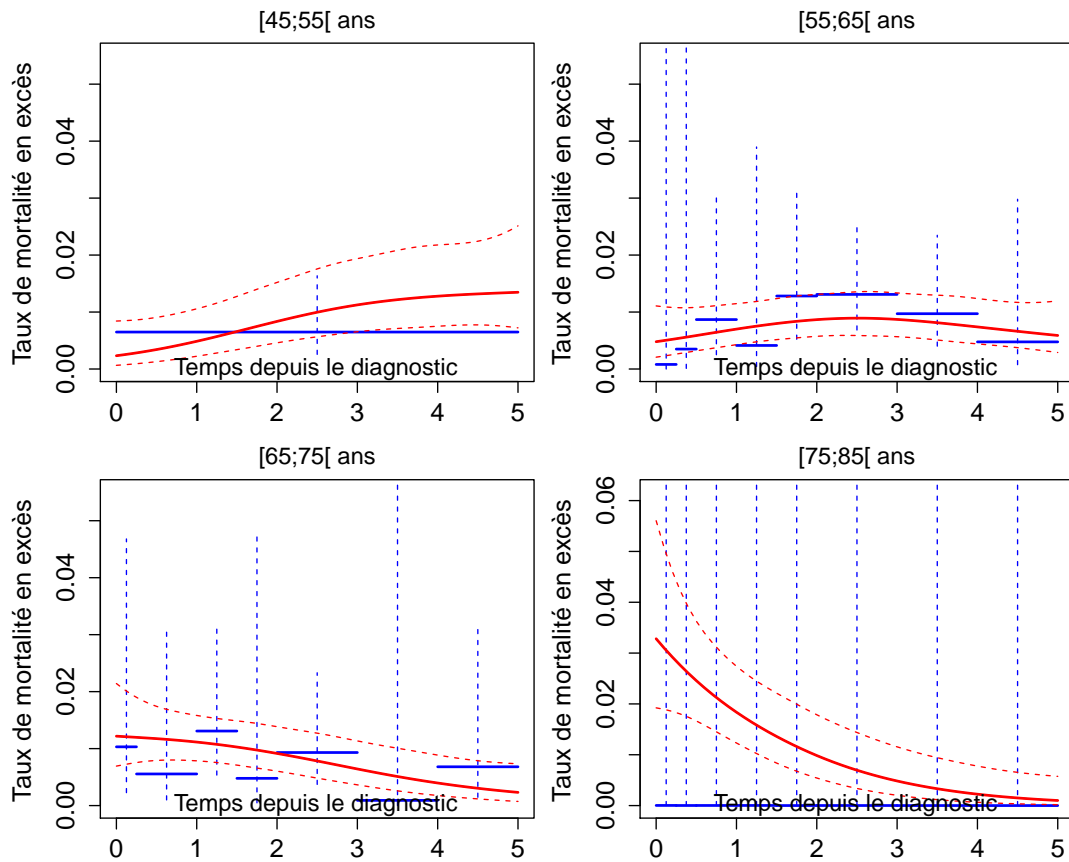 [45;55[ ans
Taux de mortalité en excès
0.00 0.02 0.04
Temps depuis le diagnostic
0 1 2 3 4 5
[55;65[ ans
Taux de mortalité en excès
0.00 0.02 0.04
Temps depuis le diagnostic
0 1 2 3 4 5
[65;75[ ans
Taux de mortalité en excès
0.00 0.02 0.04
Temps depuis le diagnostic
0 1 2 3 4 5
[75;85[ ans
Taux de mortalité en excès
0.00 0.02 0.04 0.06
Temps depuis le diagnostic
0 1 2 3 4 5